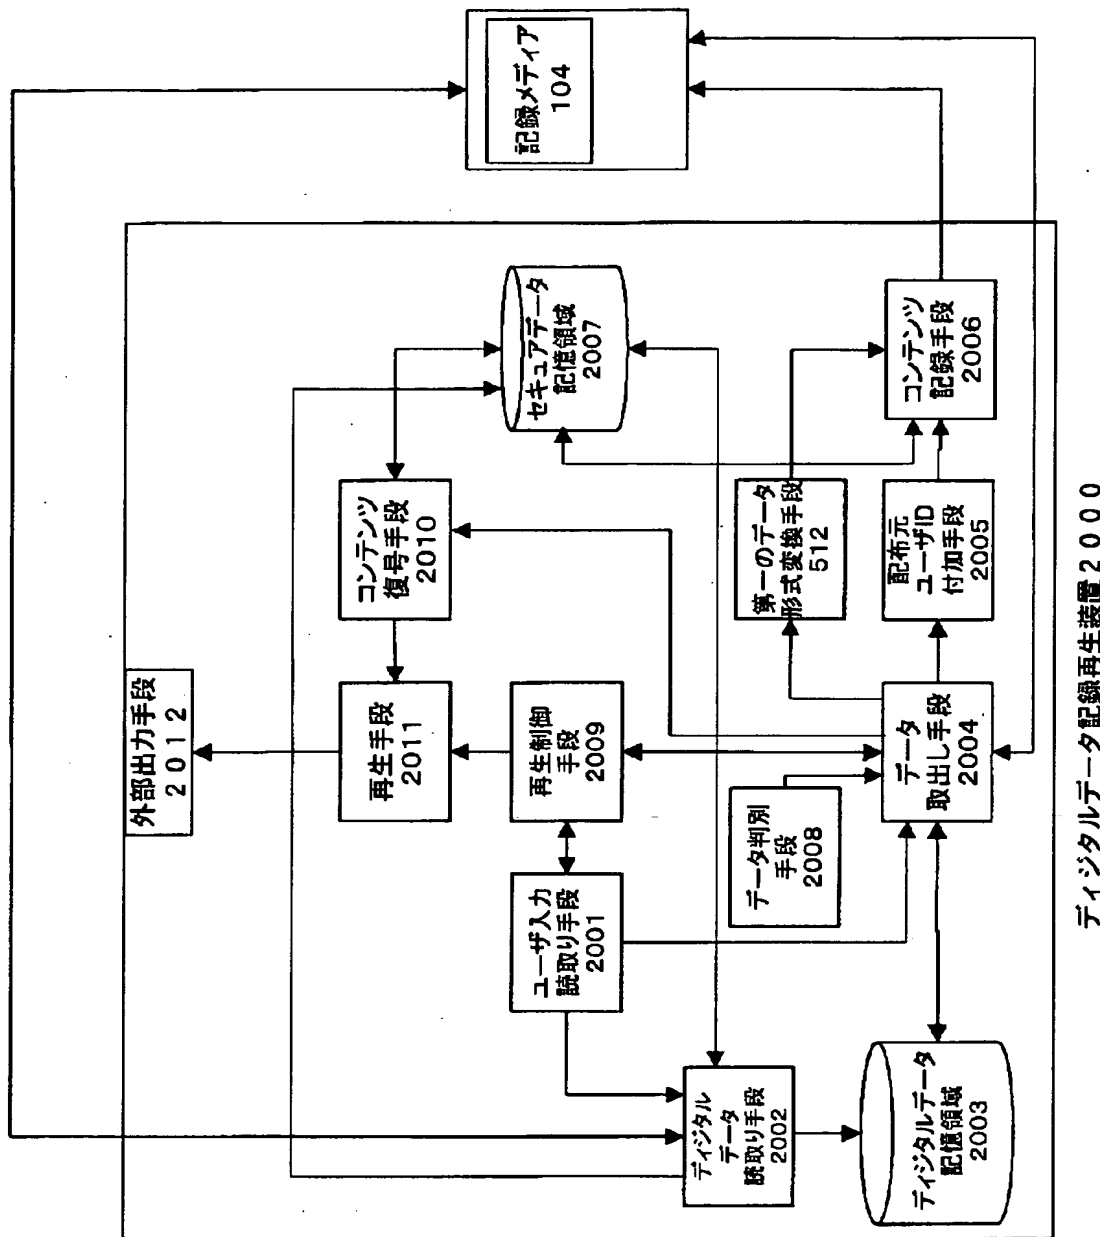 記録メディア
104
外部出力手段
2012
セキュアデータ
記憶領域
2007
コンテンツ
復号手段
2010
再生手段
2011
再生制御
手段
2009
ユーザ入力
読取り手段
2001
ディジタル
データ
読取り手段
2002
ディジタルデータ
記憶領域
2003
データ判別
手段
2008
データ
取出し手段
2004
第一のデータ
形式変換手段
512
配布元
ユーザID
付加手段
2005
コンテンツ
記録手段
2006
ディジタルデータ記録再生装置2000